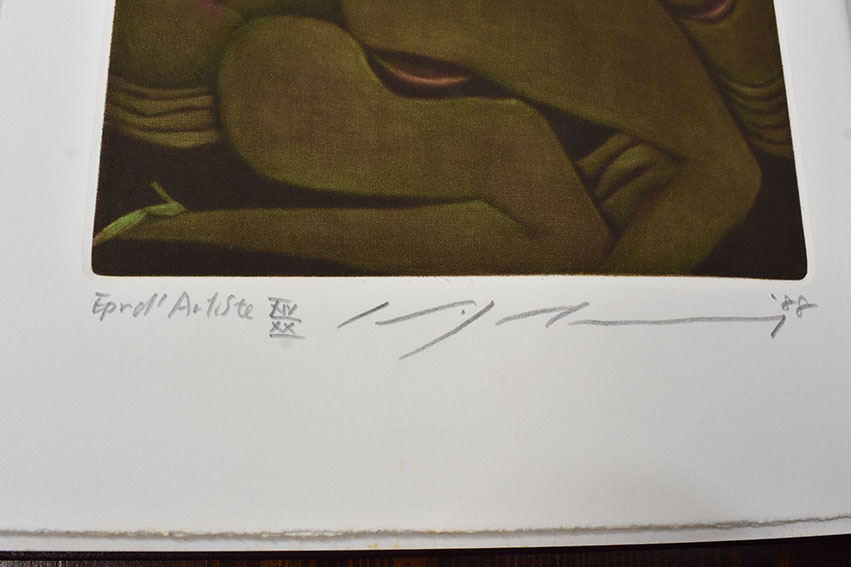 Epr d'Artiste XIV/XX '88